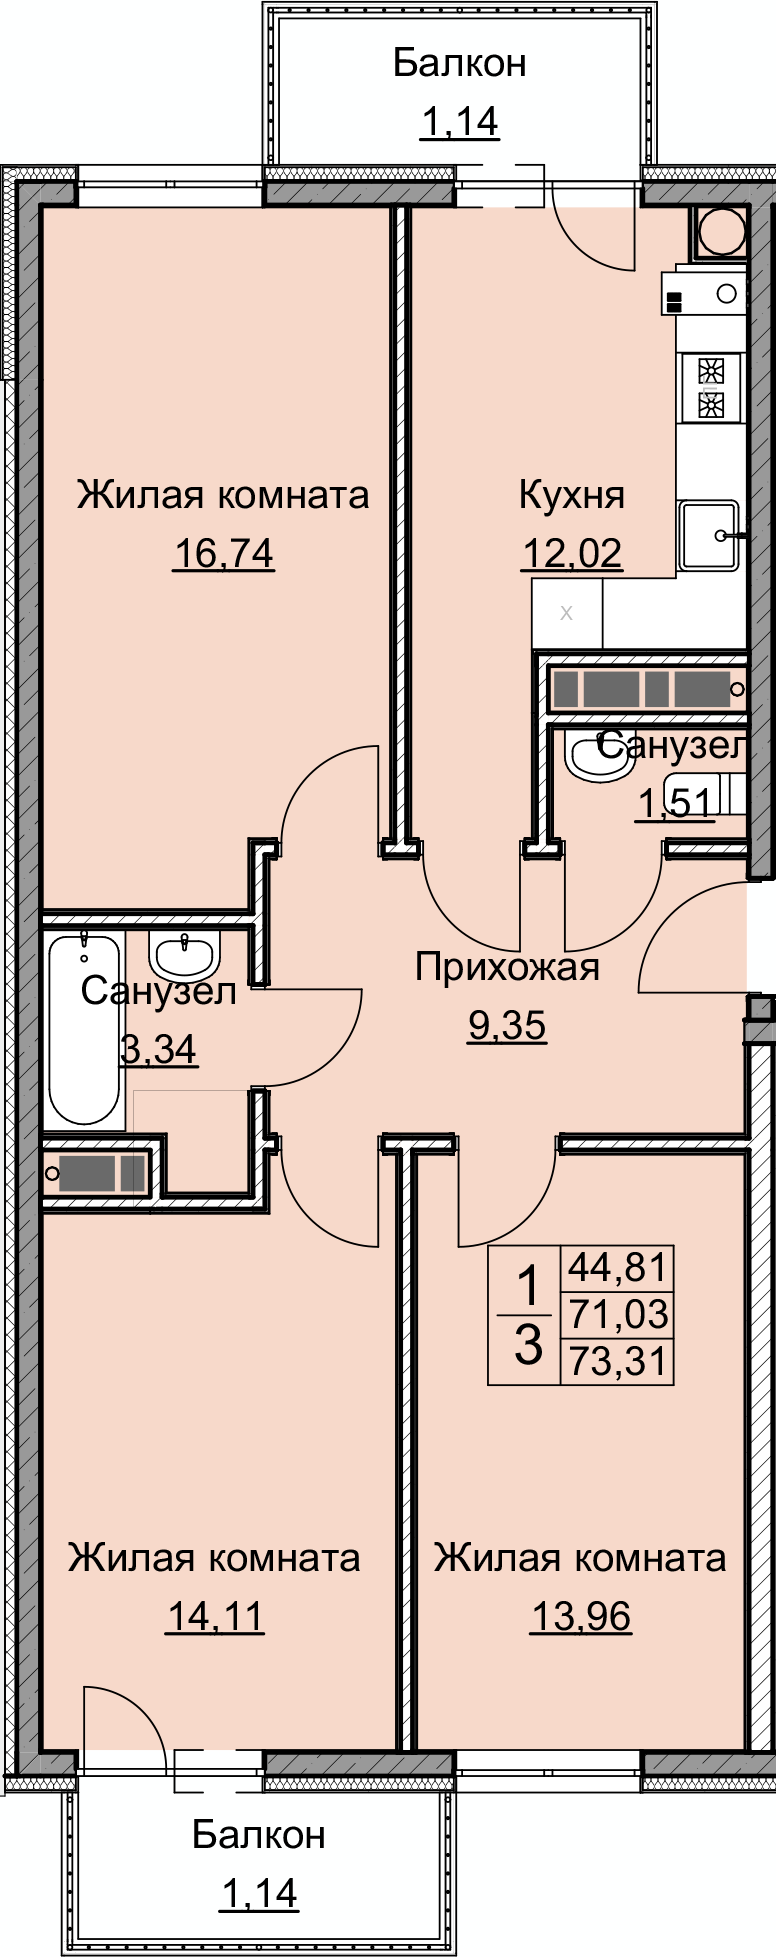 Балкон
1,14
Жилая комната
16,74
Кухня
12,02
X
Санузел
1,51
Прихожая
9,35
Санузел
3,34
1
3
44,81
71,03
73,31
Жилая комната
14,11
Жилая комната
13,96
Балкон
1,14